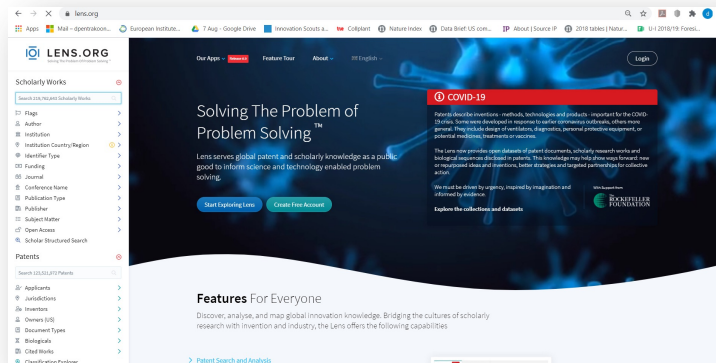 lens.org
Apps
Mail – dpentrakoon...
European Institute...
7 Aug - Google Drive
Innovation Scouts a...
Collplant
Nature Index
Data Brief: US com...
About | Source IP
2018 tables | Natur...
U-I 2018/19: Foresi...
LENS.ORG
Solving The Problem Of Problem Solving™
Our Apps
Release 6.5
Feature Tour
About
English
Login
Scholarly Works
Scholarly Works
Flags
Author
Institution
Institution Country/Region
Identifier Type
Funding
Journal
Conference Name
Publication Type
Publisher
Subject Matter
Open Access
Scholar Structured Search
Patents
Patents
Applicants
Jurisdictions
Inventors
Owners (US)
Document Types
Biologicals
Cited Works
Classification Explorer
Solving The Problem of
Problem Solving ™
Lens serves global patent and scholarly knowledge as a public
good to inform science and technology enabled problem
solving.
Start Exploring Lens
Create Free Account
COVID-19
Patents describe inventions - methods, technologies and products - important for the COVID-
19 crisis. Some were developed in response to earlier coronavirus outbreaks, others more
general. They include design of ventilators, diagnostics, personal protective equipment, or
potential medicines, treatments or vaccines.
The Lens now provides open datasets of patent documents, scholarly research works and
biological sequences disclosed in patents. This knowledge may help show ways forward: new
or repurposed ideas and inventions, better strategies and targeted partnerships for collective
action.
We must be driven by urgency, inspired by imagination and
informed by evidence.
Explore the collections and datasets
With Support from
The
ROCKEFELLER
FOUNDATION
Features For Everyone
Discover, analyse, and map global innovation knowledge. Bridging the cultures of scholarly
research with invention and industry, the Lens offers the following capabilities
Patent Search and Analysis